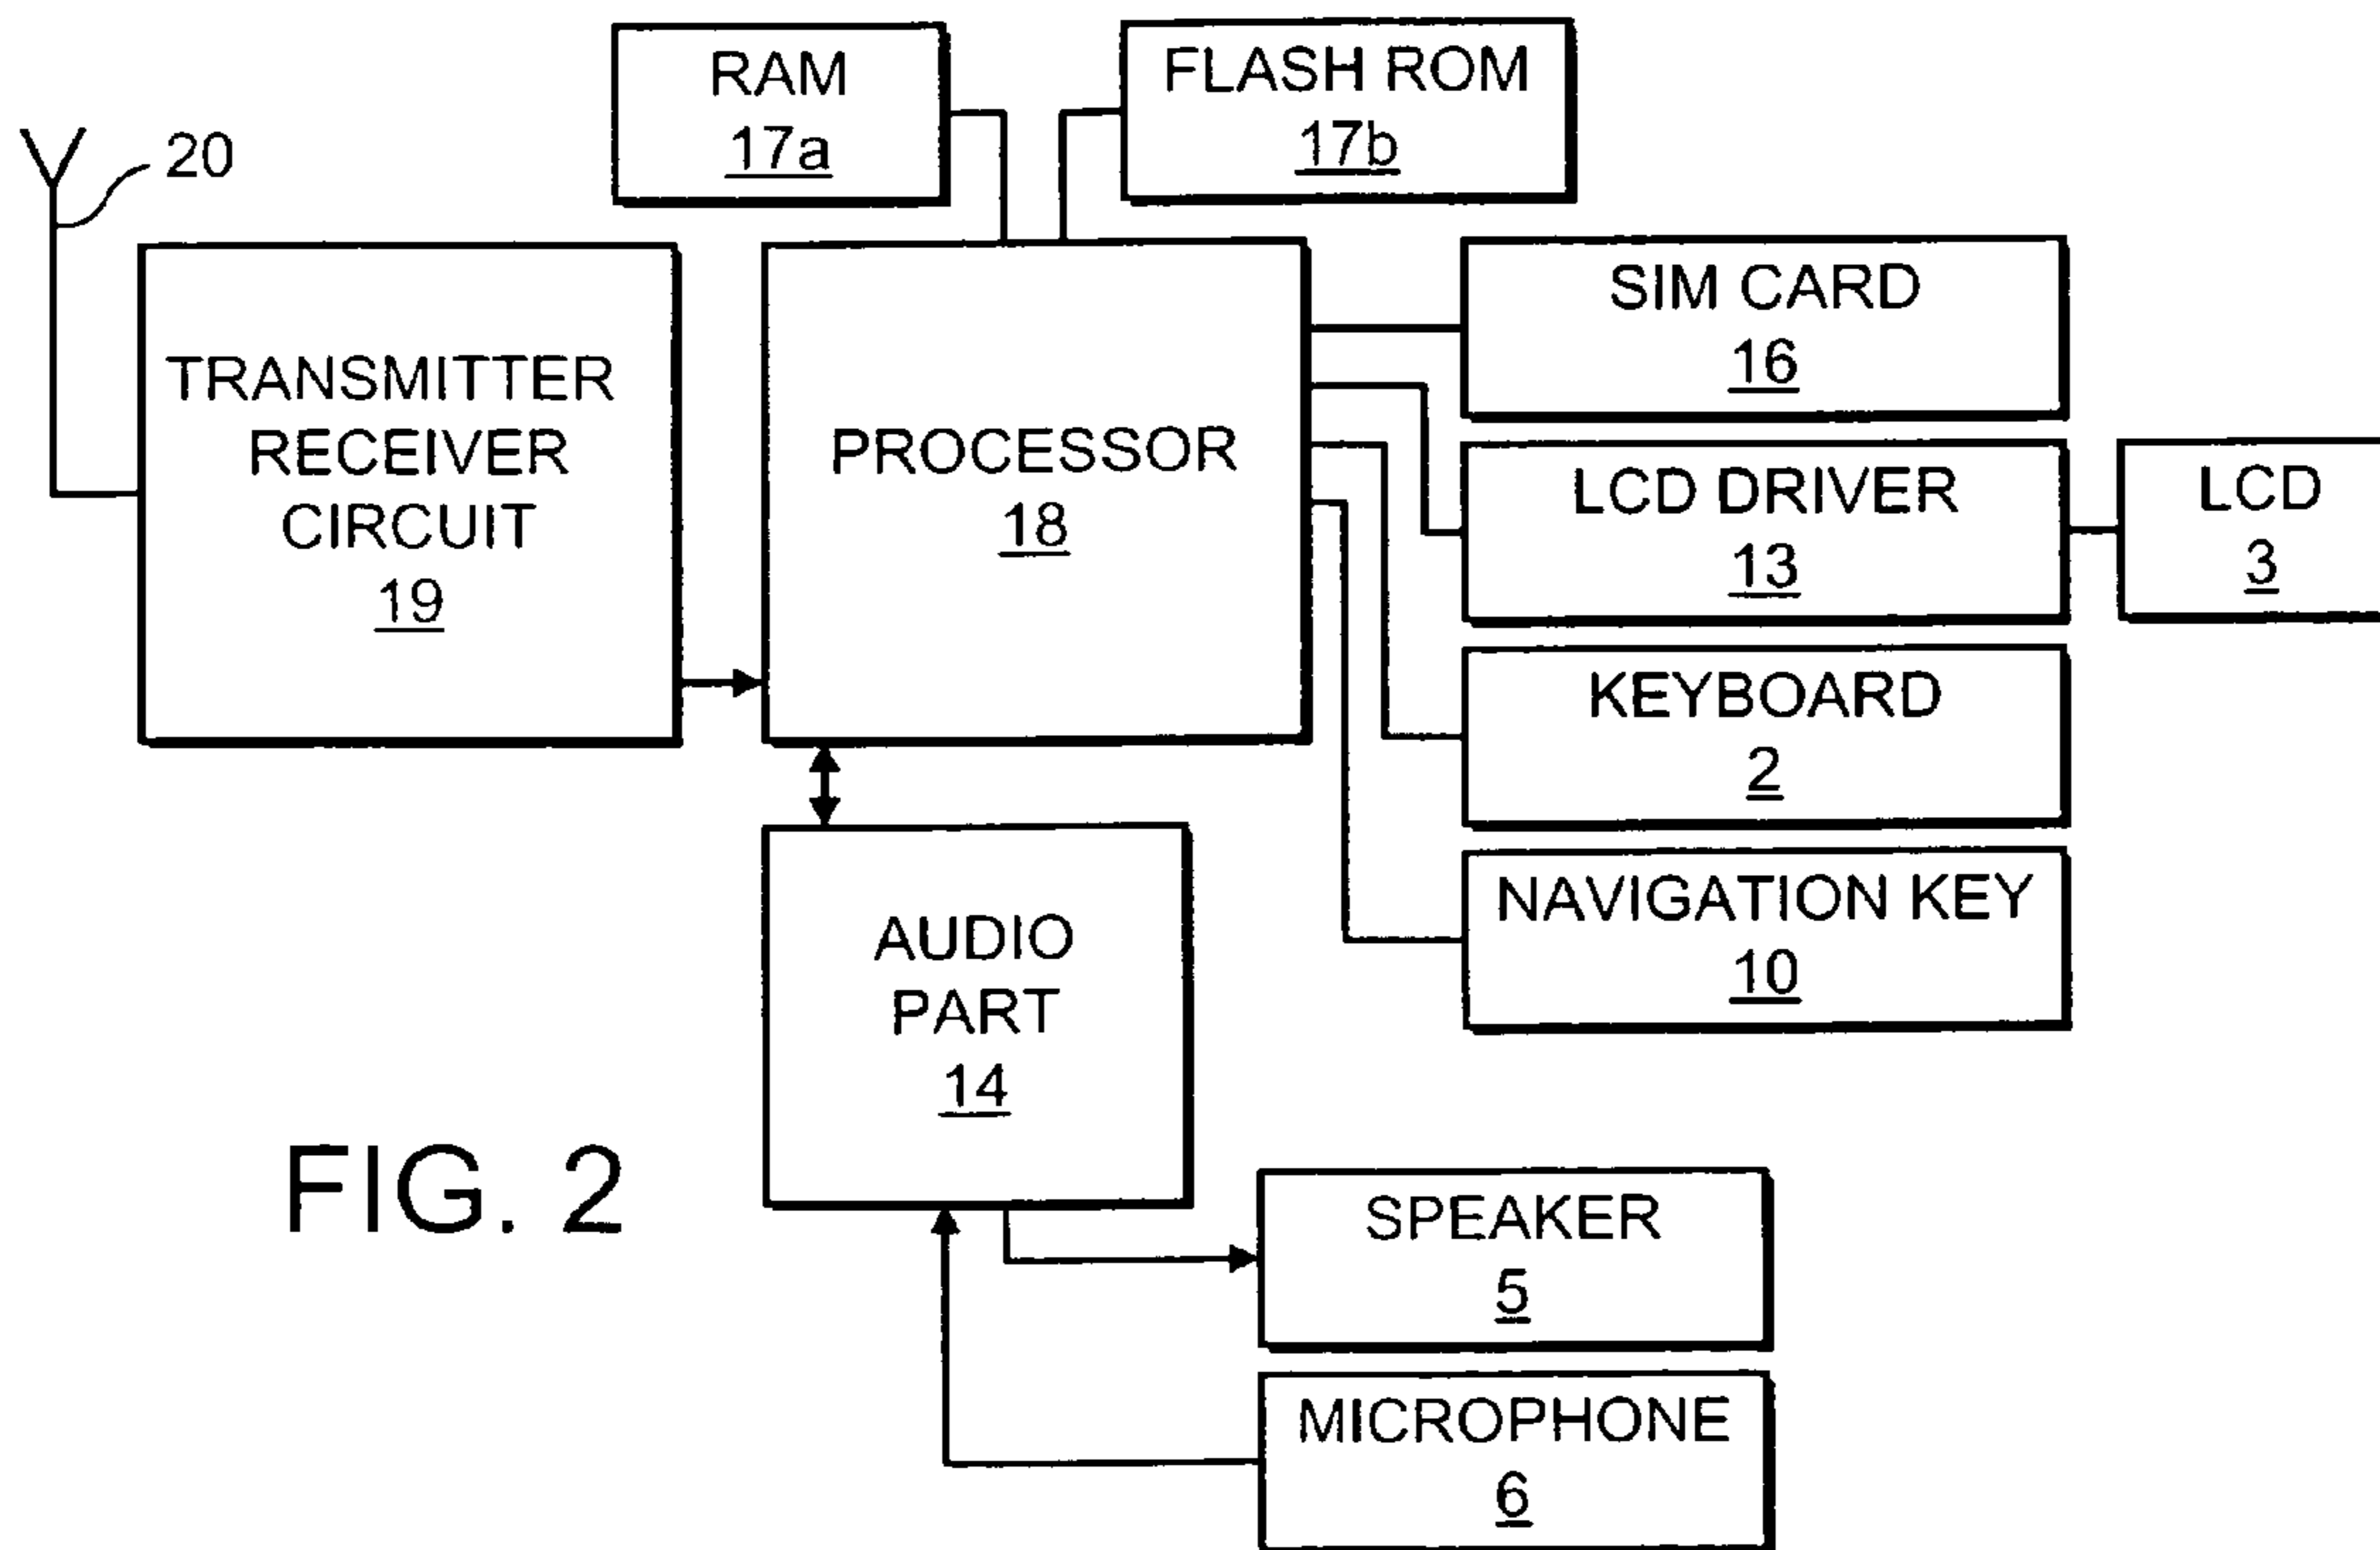 RAM
17a
FLASH ROM
17b
20
TRANSMITTER
RECEIVER
CIRCUIT
19
PROCESSOR
18
SIM CARD
16
LCD DRIVER
13
LCD
3
KEYBOARD
2
NAVIGATION KEY
10
AUDIO
PART
14
FIG. 2
SPEAKER
5
MICROPHONE
6